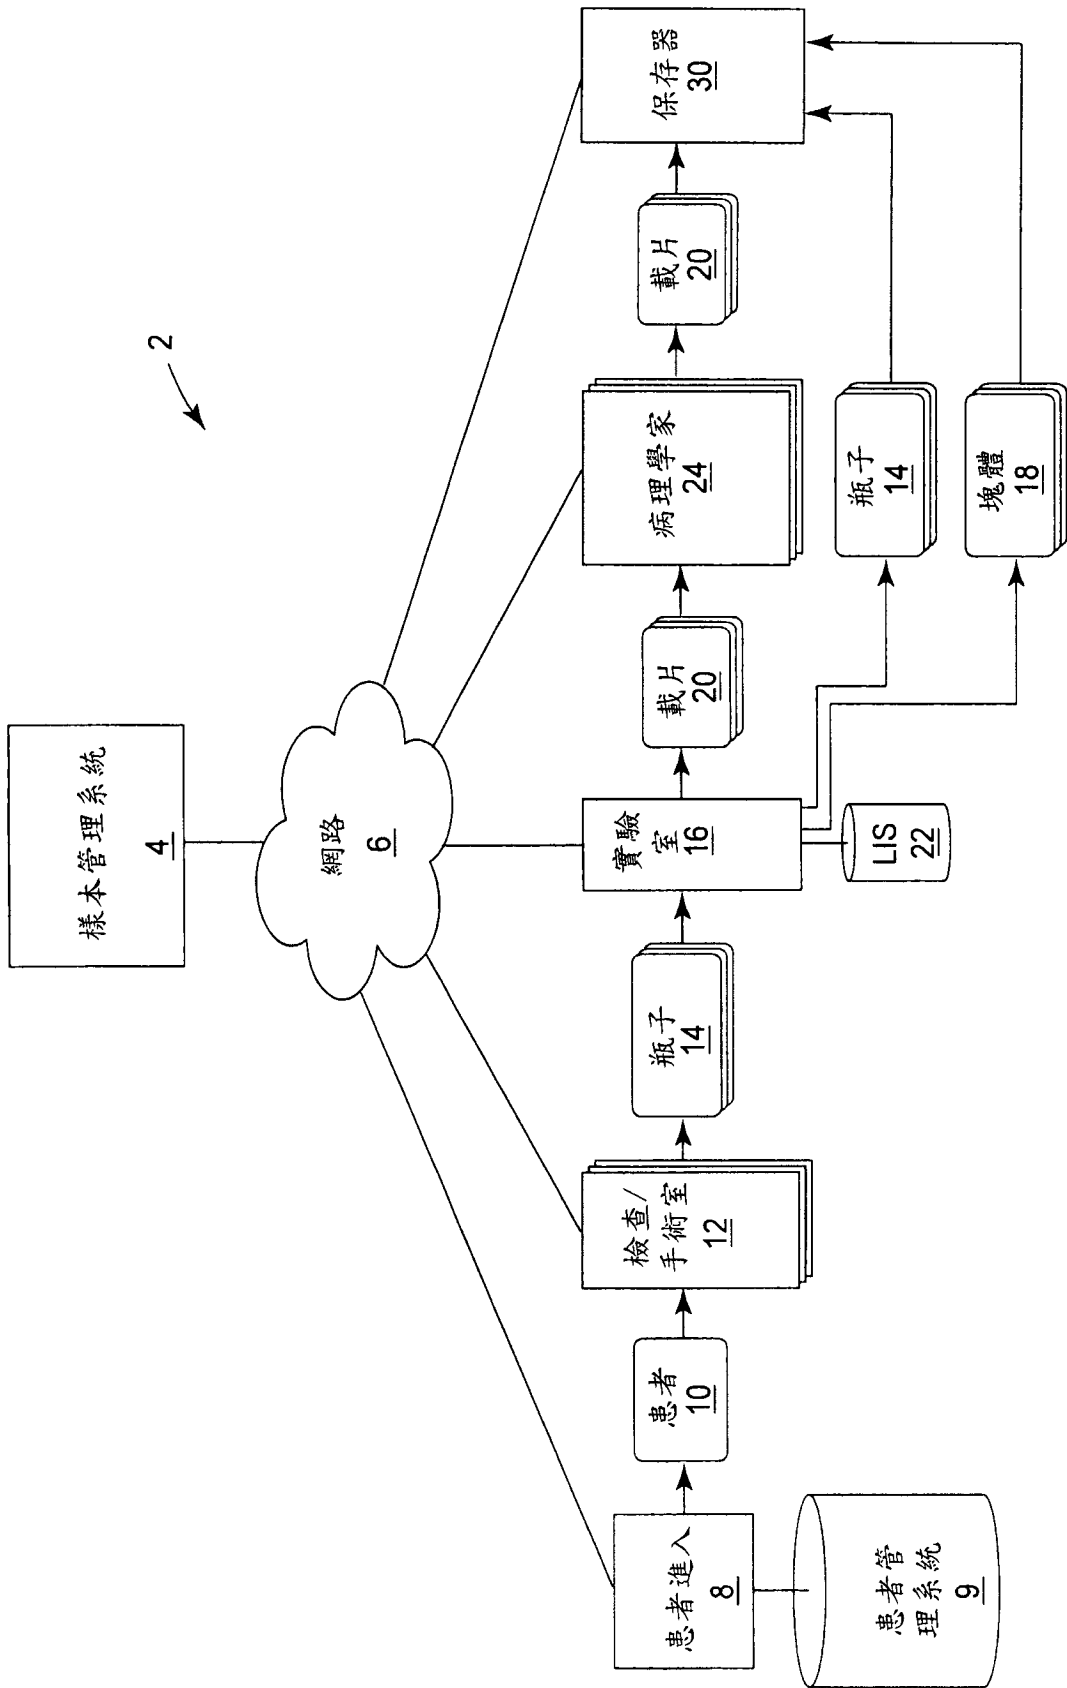 2
樣本管理系統
4
網路
6
患者進入
8
患者管
理系統
9
患者
10
檢查/
手術室
12
瓶子
14
實驗
室
16
LIS
22
載片
20
病理學家
24
載片
20
保存器
30
瓶子
14
塊體
18